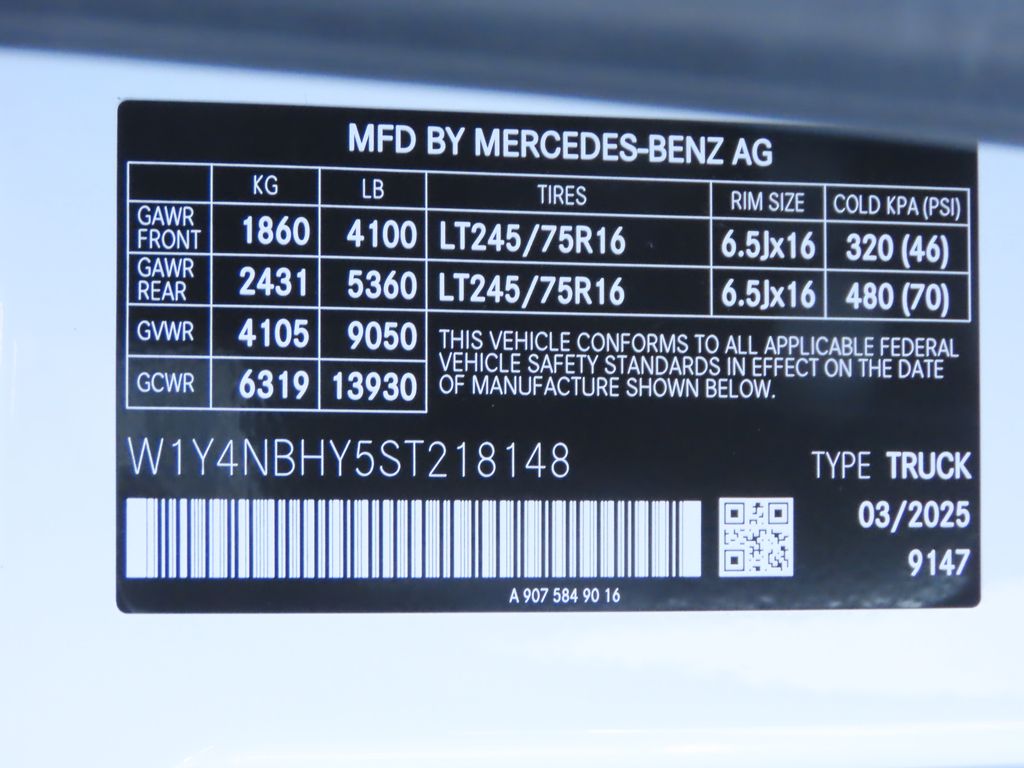 MFD BY MERCEDES-BENZ AG
KG LB TIRES RIM SIZE COLD KPA (PSI)
GAWR FRONT 1860 4100 LT245/75R16 6.5Jx16 320 (46)
GAWR REAR 2431 5360 LT245/75R16 6.5Jx16 480 (70)
GVWR 4105 9050
GCWR 6319 13930
THIS VEHICLE CONFORMS TO ALL APPLICABLE FEDERAL
VEHICLE SAFETY STANDARDS IN EFFECT ON THE DATE
OF MANUFACTURE SHOWN BELOW.
W1Y4NBHY5ST218148
TYPE TRUCK
03/2025
9147
A 907 584 90 16